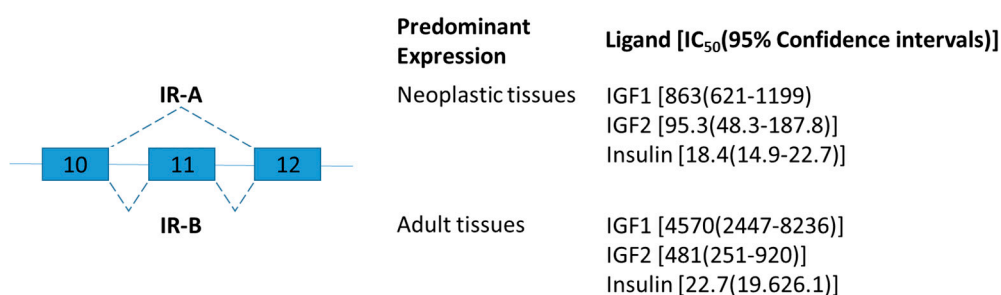 Predominant
Expression
Ligand [IC50(95% Confidence intervals)]
IR-A
Neoplastic tissues
IGF1 [863(621-1199)
IGF2 [95.3(48.3-187.8)]
Insulin [18.4(14.9-22.7)]
10
11
12
IR-B
Adult tissues
IGF1 [4570(2447-8236)]
IGF2 [481(251-920)]
Insulin [22.7(19.626.1)]